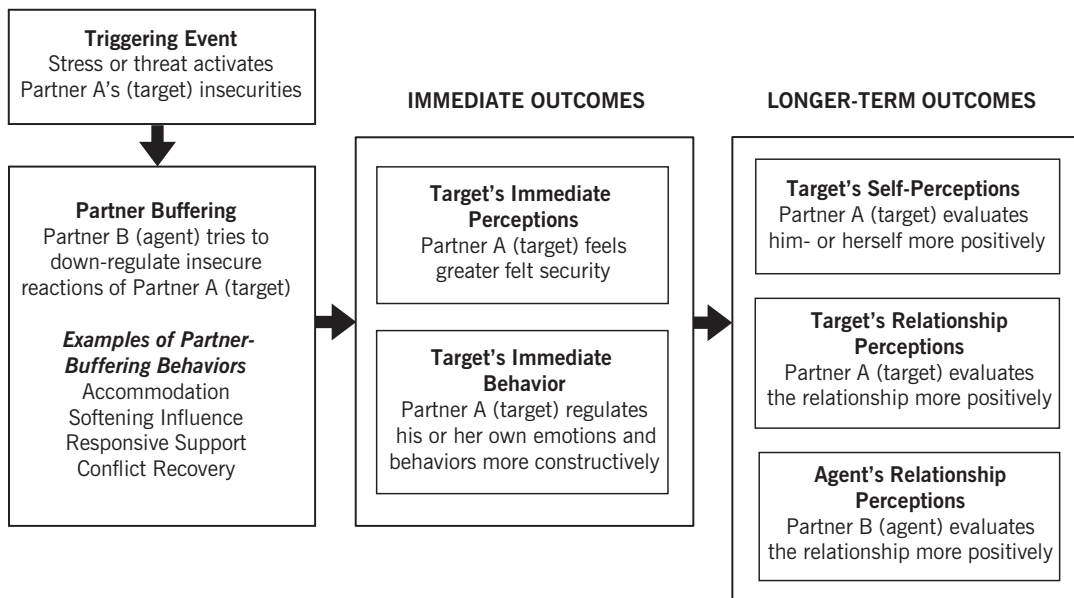 Triggering Event
Stress or threat activates
Partner A’s (target) insecurities
Partner Buffering
Partner B (agent) tries to
down-regulate insecure
reactions of Partner A (target)
Examples of Partner-
Buffering Behaviors
Accommodation
Softening Influence
Responsive Support
Conflict Recovery
IMMEDIATE OUTCOMES
Target’s Immediate
Perceptions
Partner A (target) feels
greater felt security
Target’s Immediate
Behavior
Partner A (target) regulates
his or her own emotions and
behaviors more constructively
LONGER-TERM OUTCOMES
Target’s Self-Perceptions
Partner A (target) evaluates
him- or herself more positively
Target’s Relationship
Perceptions
Partner A (target) evaluates
the relationship more positively
Agent’s Relationship
Perceptions
Partner B (agent) evaluates
the relationship more positively